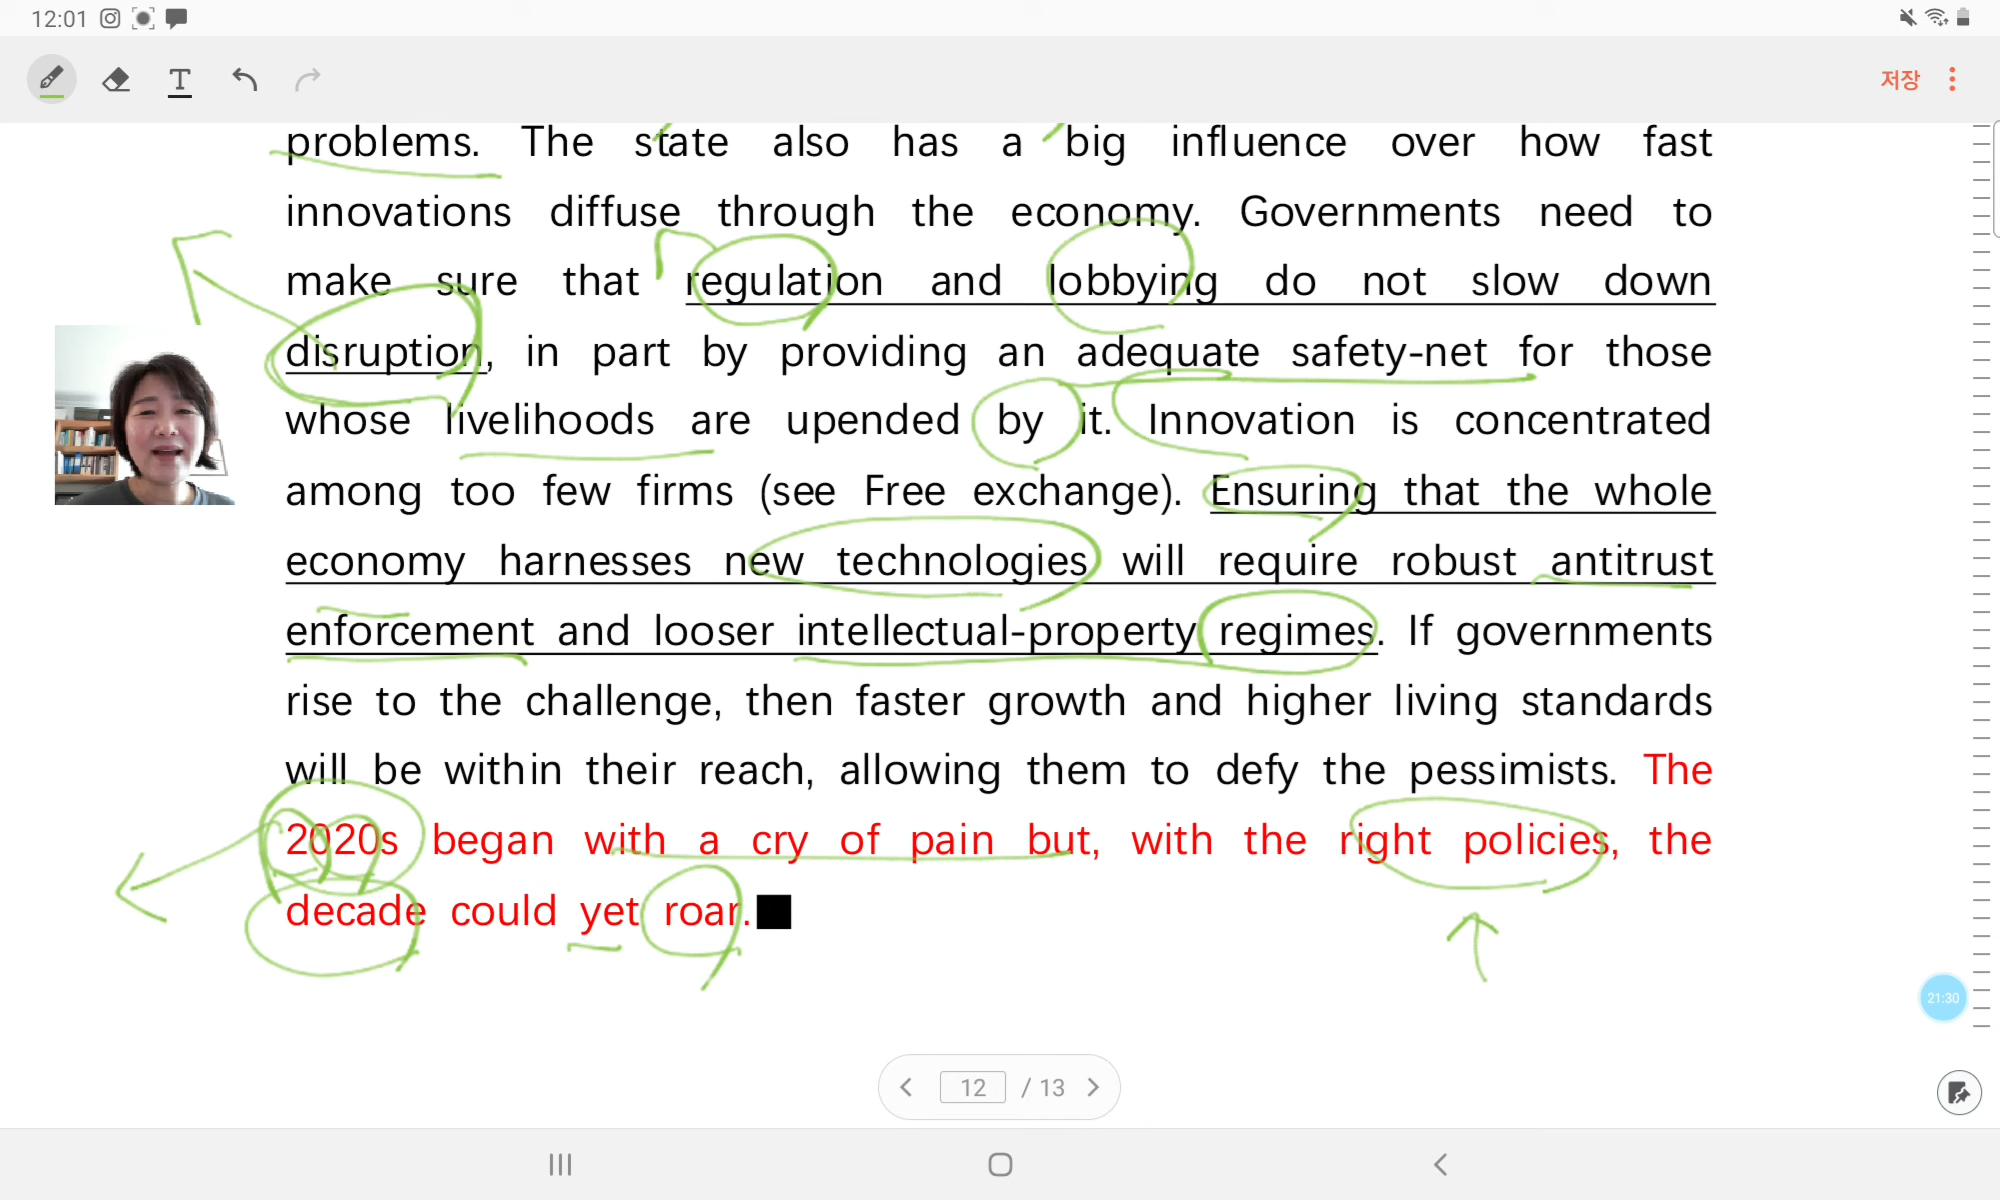 12:01
저장
problems. The state also has a big influence over how fast
innovations diffuse through the economy. Governments need to
make sure that regulation and lobbying do not slow down
disruption, in part by providing an adequate safety-net for those
whose livelihoods are upended by it. Innovation is concentrated
among too few firms (see Free exchange). Ensuring that the whole
economy harnesses new technologies will require robust antitrust
enforcement and looser intellectual-property regimes. If governments
rise to the challenge, then faster growth and higher living standards
will be within their reach, allowing them to defy the pessimists. The
2020s began with a cry of pain but, with the right policies, the
decade could yet roar.■
21:30
12 / 13